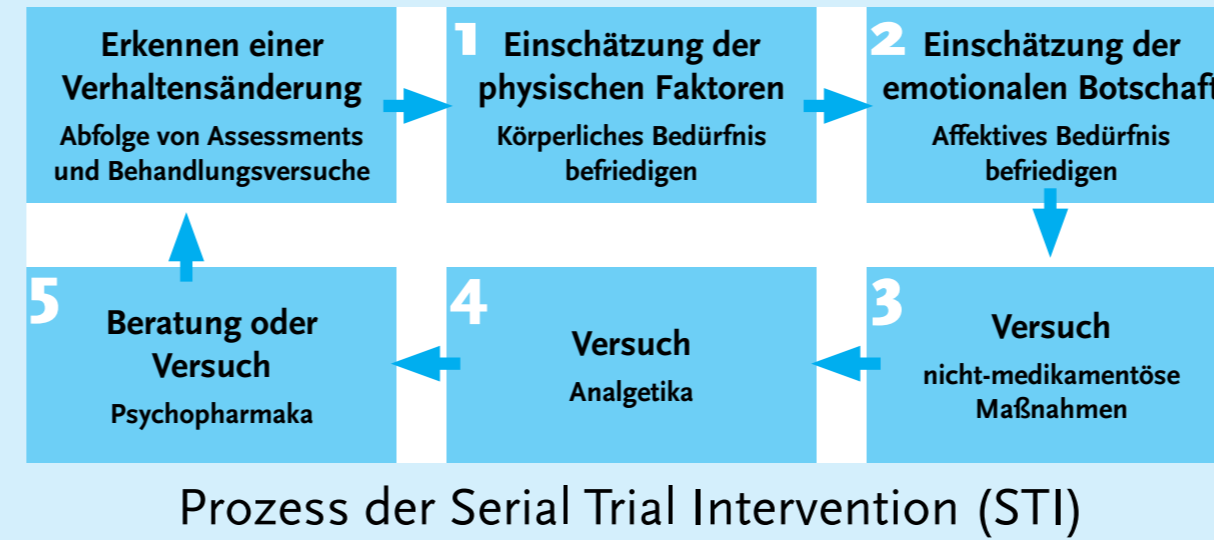 Erkennen einer
Verhaltensänderung
Abfolge von Assessments
und Behandlungsversuche
1
Einschätzung der
physischen Faktoren
Körperliches Bedürfnis
befriedigen
2
Einschätzung der
emotionalen Botschaft
Affektives Bedürfnis
befriedigen
3
Versuch
nicht-medikamentöse
Maßnahmen
4
Versuch
Analgetika
5
Beratung oder
Versuch
Psychopharmaka
Prozess der Serial Trial Intervention (STI)